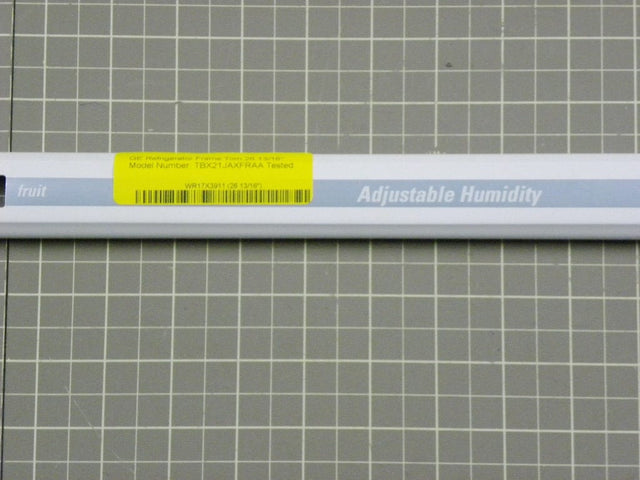 GE Refrigerator Frame Trim 26 13/16"
Model Number: TBX21JAXFRAA Tested
WR17X3911 (26 13/16")
fruit
Adjustable Humidity